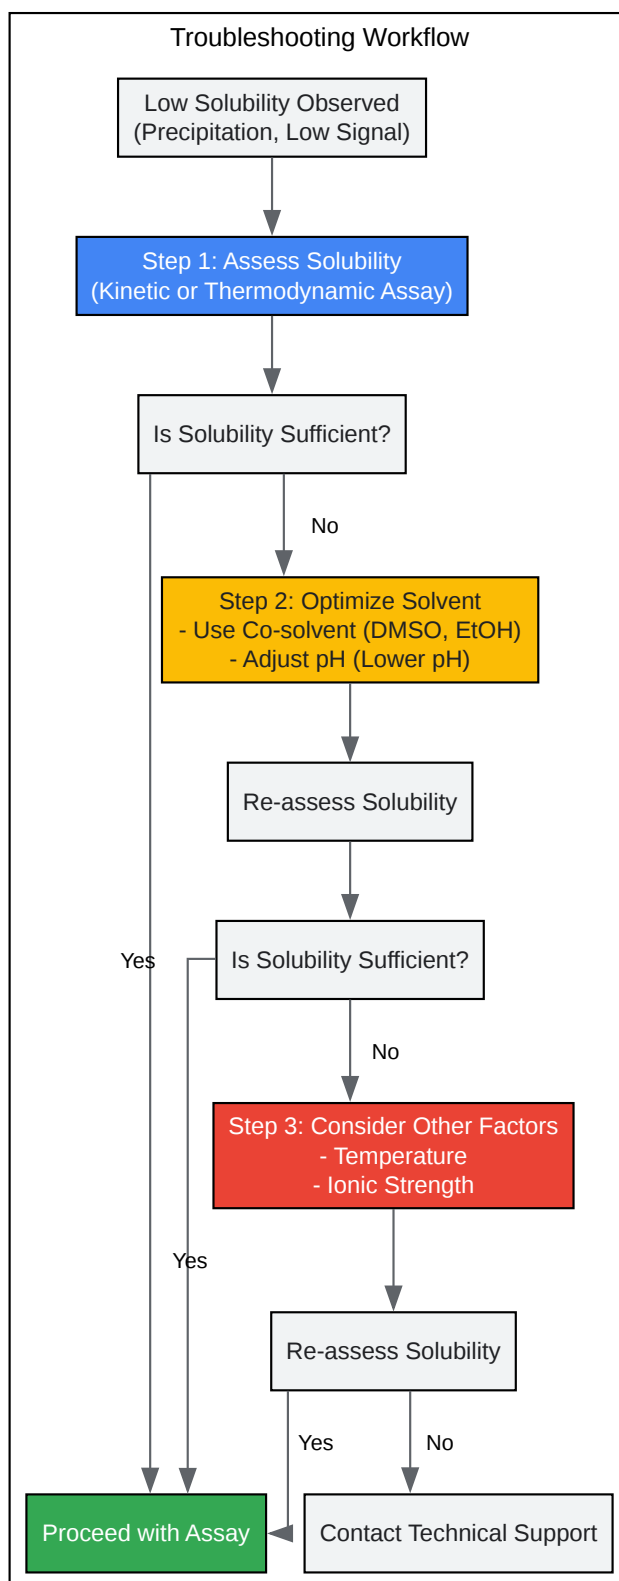 Troubleshooting Workflow
Low Solubility Observed
(Precipitation, Low Signal)
Step 1: Assess Solubility
(Kinetic or Thermodynamic Assay)
Is Solubility Sufficient?
No
Step 2: Optimize Solvent
- Use Co-solvent (DMSO, EtOH)
- Adjust pH (Lower pH)
Re-assess Solubility
Yes
Is Solubility Sufficient?
No
Step 3: Consider Other Factors
- Temperature
- Ionic Strength
Yes
Re-assess Solubility
Yes
No
Proceed with Assay
Contact Technical Support